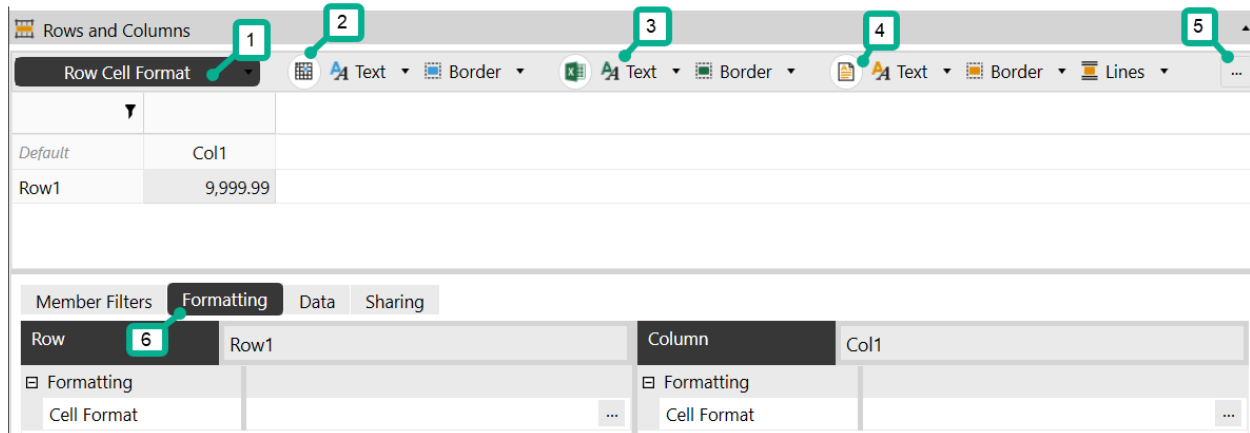 Rows and Columns
1
2
3
4
5
Row Cell Format
Text
Border
Text
Border
Text
Border
Lines
...
Default
Col1
Row1
9,999.99
Member Filters
Formatting
Data
Sharing
6
Row
Row1
Column
Col1
Formatting
Formatting
Cell Format
...
Cell Format
...